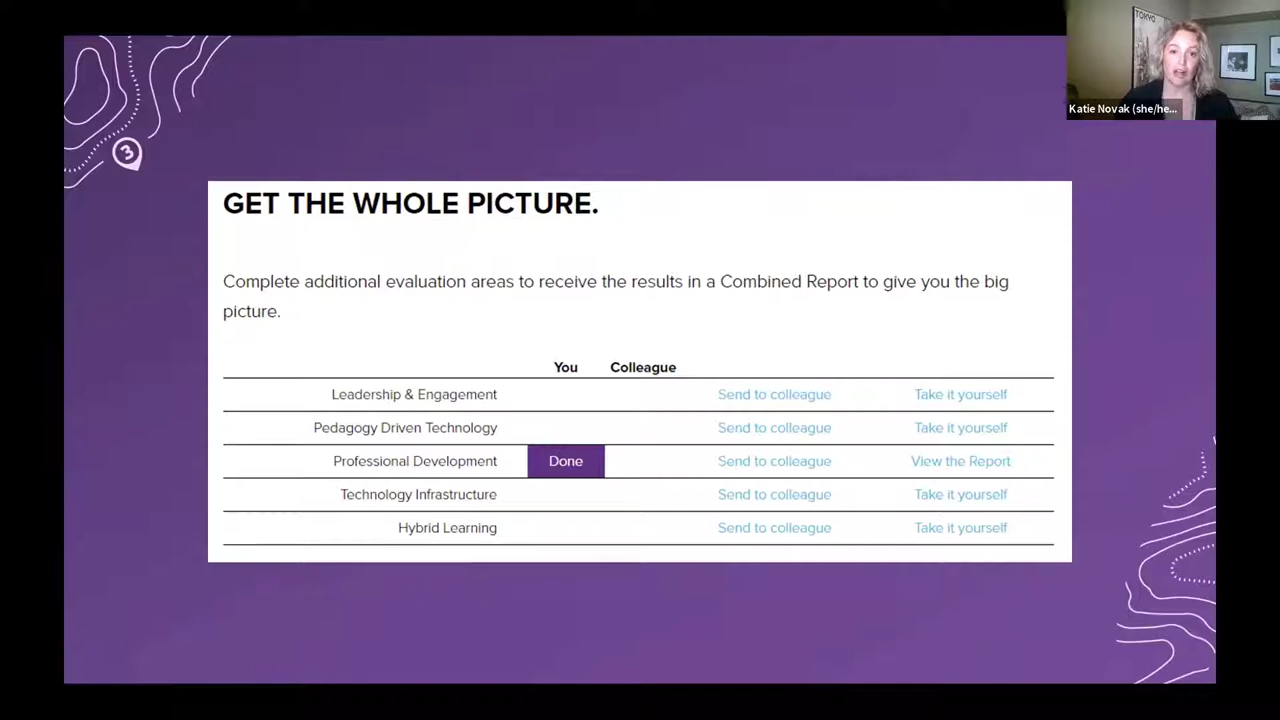 TOKYO
Katie Novak (she/he...
3
GET THE WHOLE PICTURE.
Complete additional evaluation areas to receive the results in a Combined Report to give you the big
picture.
You Colleague
Leadership & Engagement Send to colleague Take it yourself
Pedagogy Driven Technology Send to colleague Take it yourself
Professional Development Done Send to colleague View the Report
Technology Infrastructure Send to colleague Take it yourself
Hybrid Learning Send to colleague Take it yourself